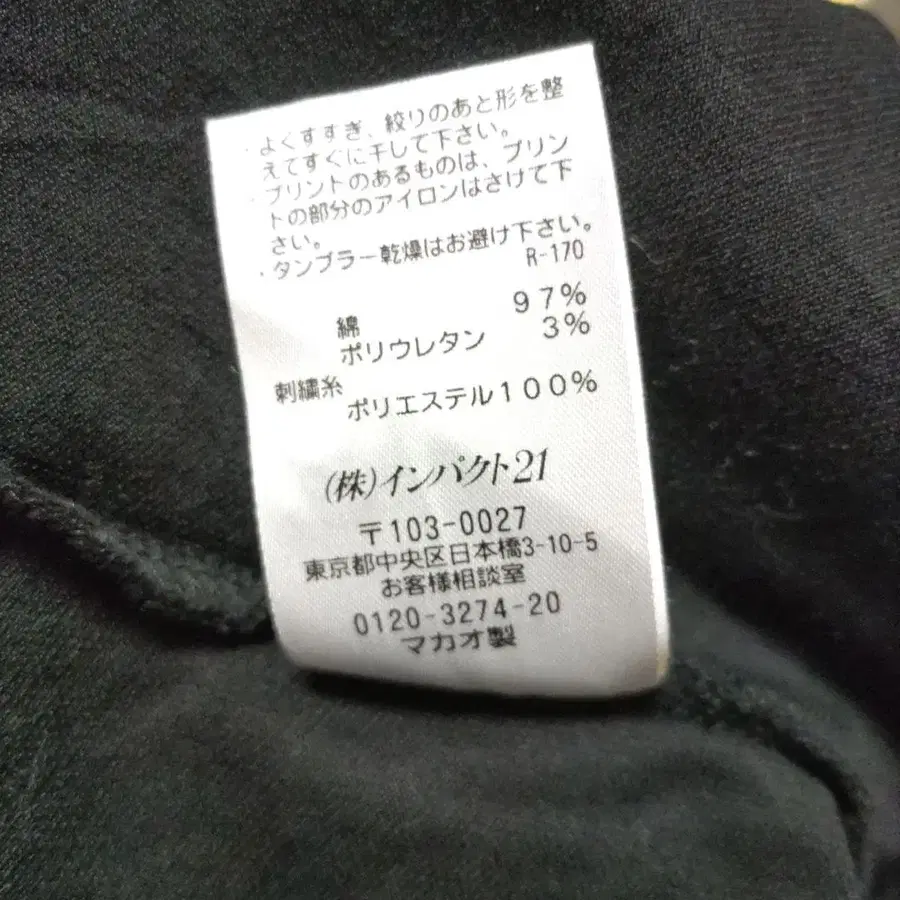 ・よくすすぎ、絞りのあと形を整
えてすぐに干して下さい。
・プリントのあるものは、プリン
トの部分のアイロンはさけて下
さい。
・タンブラー乾燥はお避け下さい。
R-170
綿 97%
ポリウレタン 3%
刺繍糸
ポリエステル100%
(株)インパクト21
〒103-0027
東京都中央区日本橋3-10-5
お客様相談室
0120-3274-20
マカオ製